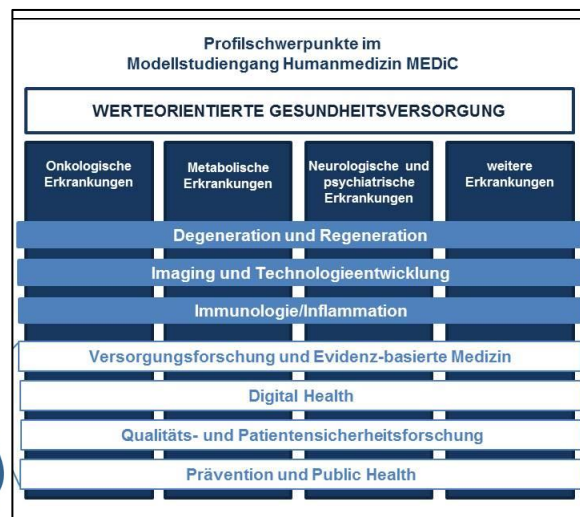 Profilschwerpunkte im
Modellstudiengang Humanmedizin MEDiC
WERTEORIENTIERTE GESUNDHEITSVERSORGUNG
Onkologische
Erkrankungen
Metabolische
Erkrankungen
Neurologische und
psychiatrische
Erkrankungen
weitere
Erkrankungen
Degeneration und Regeneration
Imaging und Technologieentwicklung
Immunologie/Inflammation
Versorgungsforschung und Evidenz-basierte Medizin
Digital Health
Qualitäts- und Patientensicherheitsforschung
Prävention und Public Health